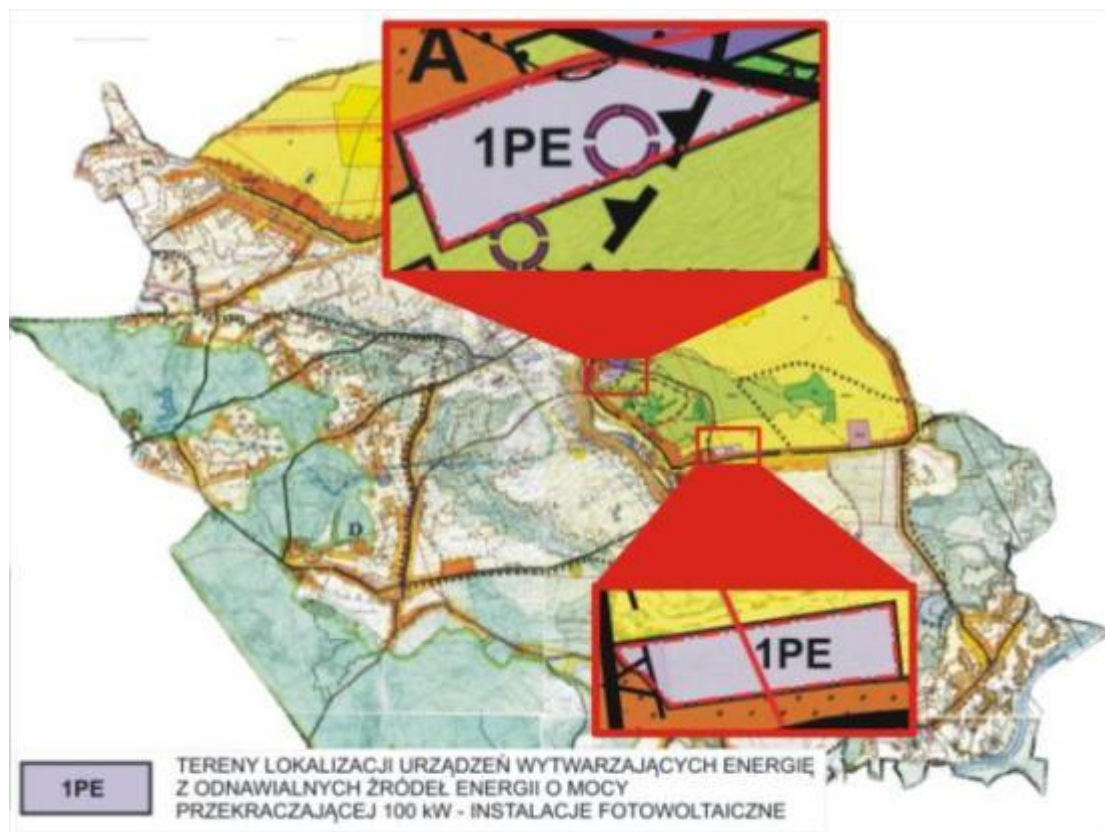 A
1PE
1PE
D
1PE
TERENY LOKALIZACJI URZĄDZEŃ WYTWARZAJĄCYCH ENERGIĘ
Z ODNAWIALNYCH ŹRÓDEŁ ENERGII O MOCY
PRZEKRACZAJĄCEJ 100 kW - INSTALACJE FOTOWOLTAICZNE